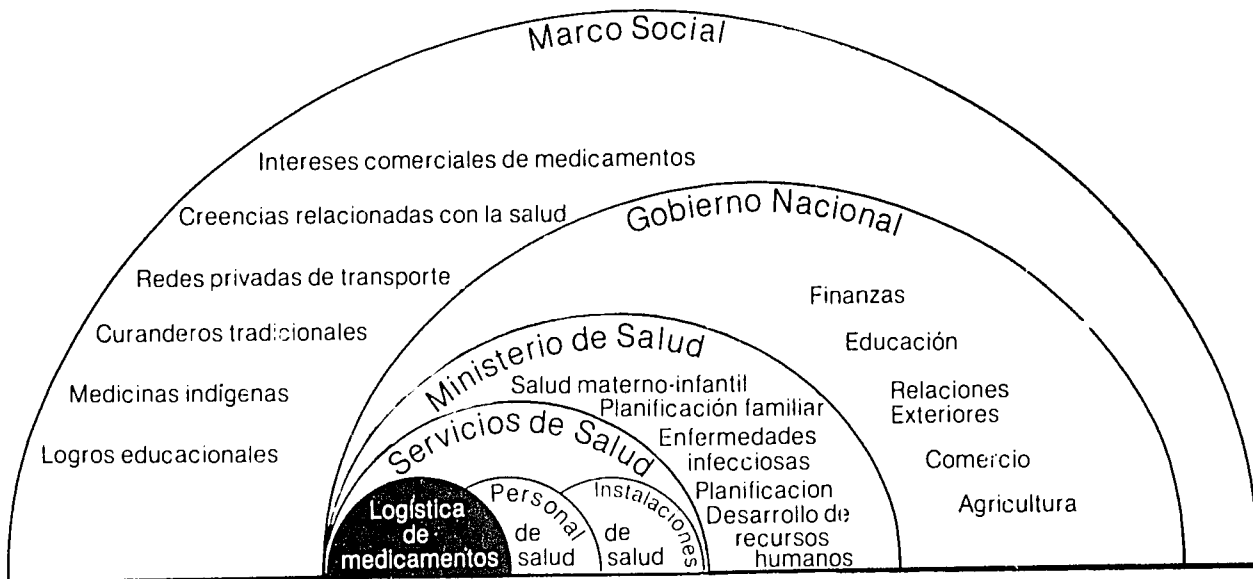 Marco Social
Intereses comerciales de medicamentos
Creencias relacionadas con la salud
Redes privadas de transporte
Curanderos tradicionales
Medicinas indígenas
Logros educacionales
Gobierno Nacional
Finanzas
Educación
Relaciones
Exteriores
Comercio
Agricultura
Ministerio de Salud
Salud materno-infantil
Planificación familiar
Enfermedades
infecciosas
Planificacion
Desarrollo de
recursos
humanos
Servicios de Salud
Logística
de
medicamentos
Personal
de
salud
Instalaciones
de
salud